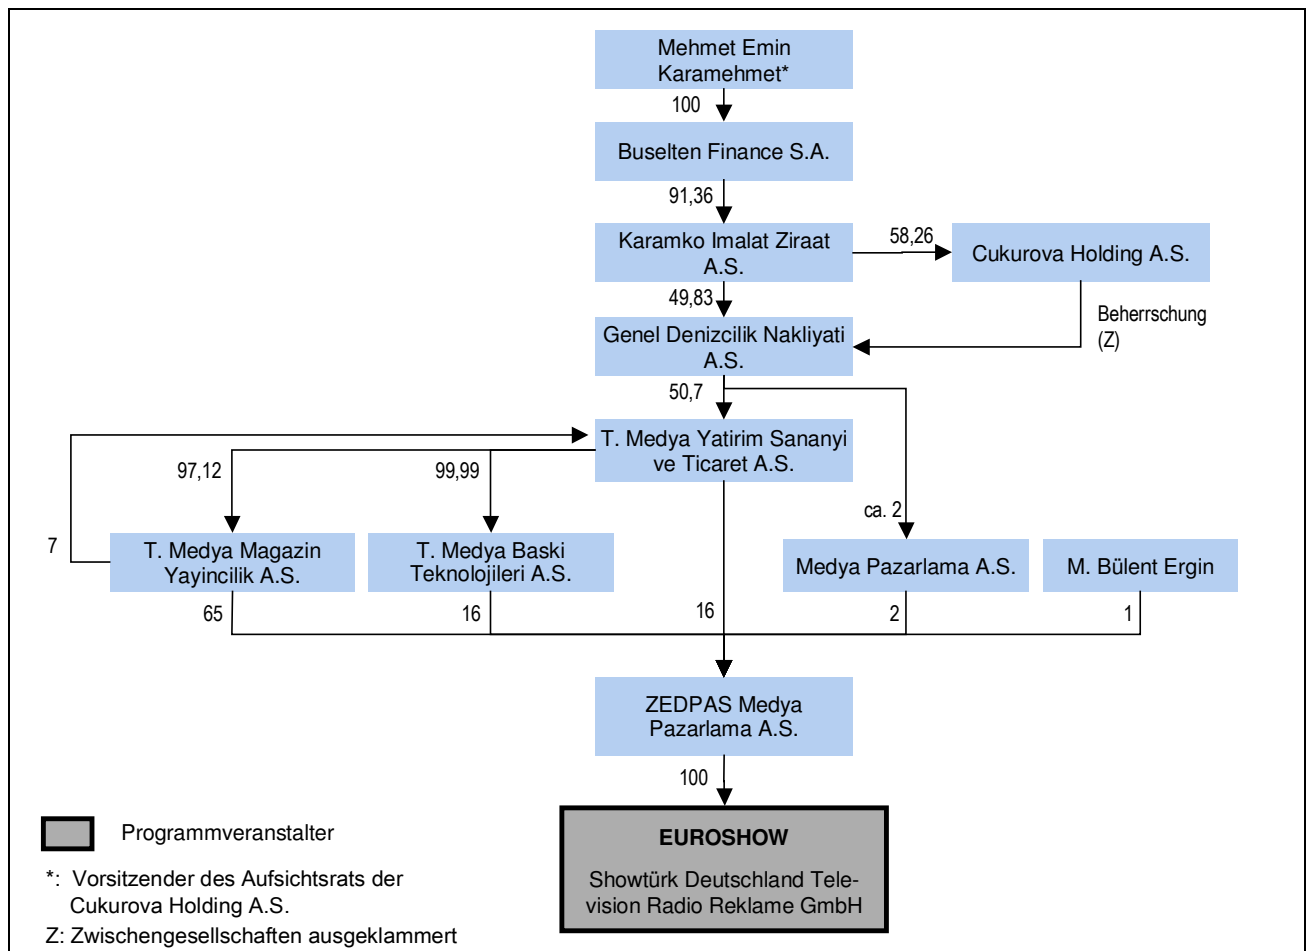 Mehmet Emin
Karamehmet*
100
Buselten Finance S.A.
91,36
Karamko Imalat Ziraat
A.S.
58,26
Cukurova Holding A.S.
49,83
Beherrschung
(Z)
Genel Denizcilik Nakliyati
A.S.
50,7
T. Medya Yatirim Sananyi
ve Ticaret A.S.
97,12
99,99
ca. 2
7
T. Medya Magazin
Yayincilik A.S.
T. Medya Baski
Teknolojileri A.S.
Medya Pazarlama A.S.
M. Bülent Ergin
65
16
16
2
1
ZEDPAS Medya
Pazarlama A.S.
100
EUROSHOW
Showtürk Deutschland Tele-
vision Radio Reklame GmbH
Programmveranstalter
*: Vorsitzender des Aufsichtsrats der
Cukurova Holding A.S.
Z: Zwischengesellschaften ausgeklammert